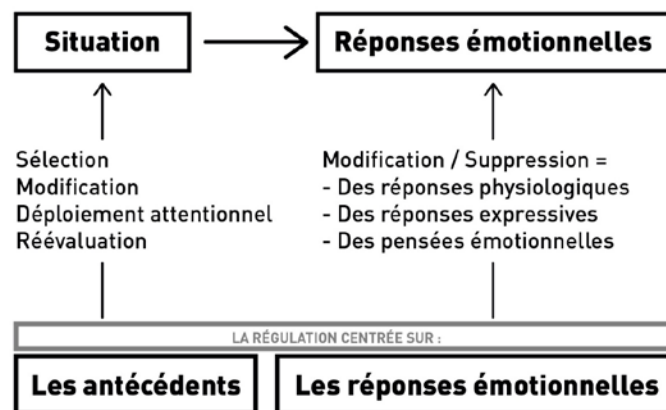 Situation
Réponses émotionnelles
Sélection
Modification
Déploiement attentionnel
Réévaluation
Modification / Suppression =
- Des réponses physiologiques
- Des réponses expressives
- Des pensées émotionnelles
LA RÉGULATION CENTRÉE SUR :
Les antécédents
Les réponses émotionnelles